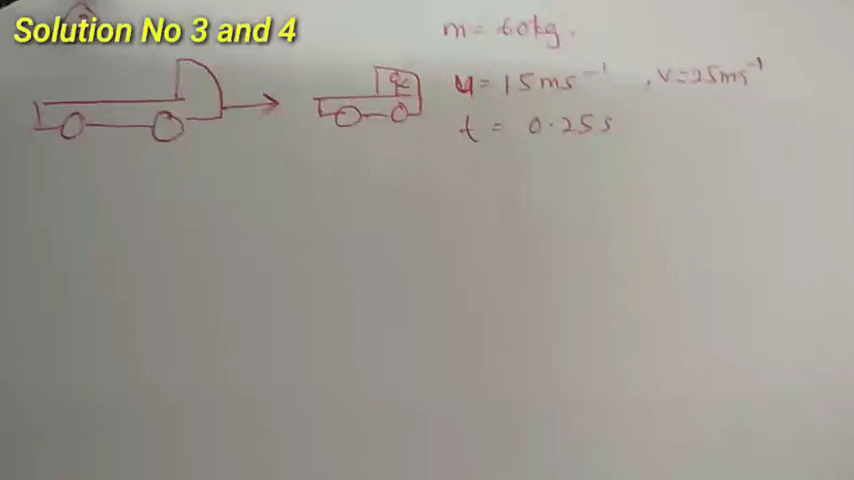 Solution No 3 and 4
m = 60kg.
u = 15ms⁻¹ , v=25ms⁻¹
t = 0.25s